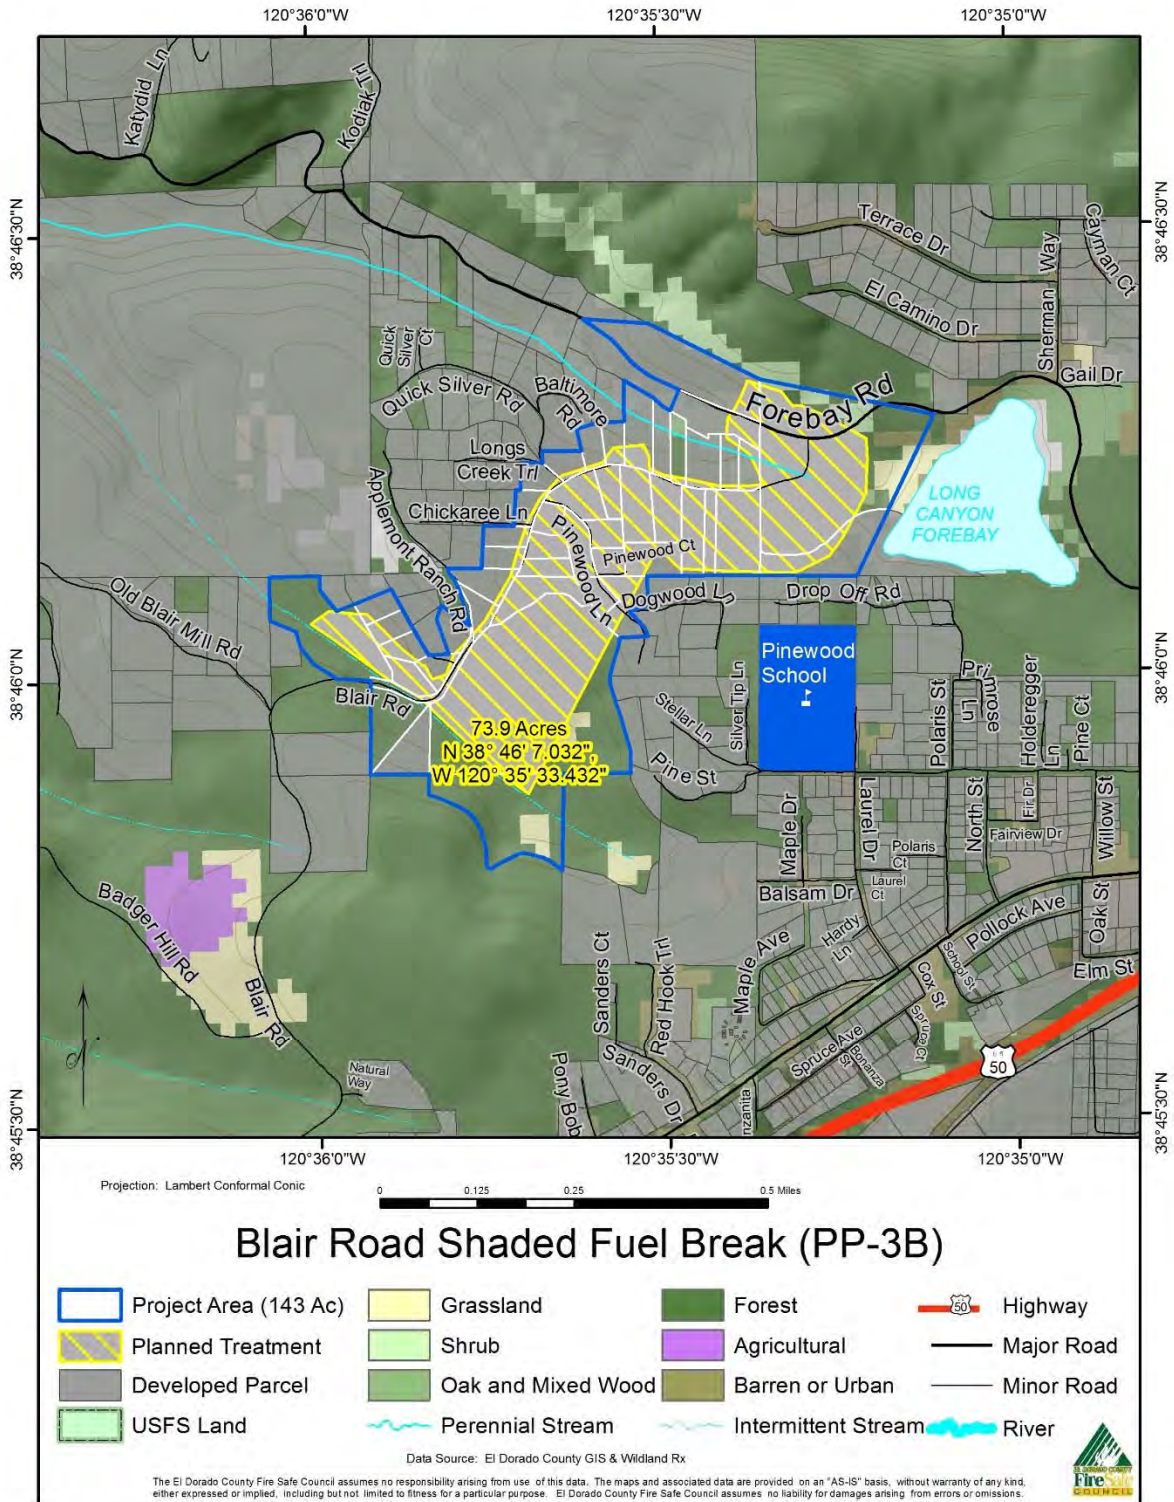 120°36'0"W
120°35'30"W
120°35'0"W
38°46'30"N
38°46'30"N
Katydid Ln
Kodiak Trl
Terrace Dr
Cayman Ct
El Camino Dr
Sherman Way
Gail Dr
Quick
Silver
Ct
Quick Silver Rd
Baltimore
Rd
Forebay Rd
Longs
Creek Trl
Applemont Ranch Rd
Chickaree Ln
LONG
CANYON
FOREBAY
Pinewood Ct
Pinewood Ln
Dogwood Ln
Drop Off Rd
Old Blair Mill Rd
38°46'0"N
38°46'0"N
Pinewood
School
Blair Rd
73.9 Acres
N 38° 46' 7.032",
W 120° 35' 33.432"
Stellar Ln
Silver Tip Ln
Pine St
Polaris St
Primrose
Ln
Holderegger
Ln
Pine Ct
Maple Dr
Laurel Dr
North St
Fir Dr
Fairview Dr
Willow St
Polaris
Ct
Laurel
Ct
Balsam Dr
Badger Hill Rd
Blair Rd
Sanders Ct
Red Hook Trl
Maple Ave
Hardy
Ln
Pollock Ave
Oak St
School St
Elm St
Cox St
Spruce Ct
Spruce Ave
Bonanza
St
US
50
Natural
Way
Pony Bob
Sanders Dr
nzanita
38°45'30"N
38°45'30"N
120°36'0"W
120°35'30"W
120°35'0"W
Projection: Lambert Conformal Conic
0 0.125 0.25 0.5 Miles
Blair Road Shaded Fuel Break (PP-3B)
Project Area (143 Ac)
Grassland
Forest
50
Highway
Planned Treatment
Shrub
Agricultural
Major Road
Developed Parcel
Oak and Mixed Wood
Barren or Urban
Minor Road
USFS Land
Perennial Stream
Intermittent Stream
River
Data Source: El Dorado County GIS & Wildland Rx
The El Dorado County Fire Safe Council assumes no responsibility arising from use of this data. The maps and associated data are provided on an "AS-IS" basis, without warranty of any kind,
either expressed or implied, including but not limited to fitness for a particular purpose. El Dorado County Fire Safe Council assumes no liability for damages arising from errors or omissions.
EL DORADO COUNTY
Fire Safe
COUNCIL